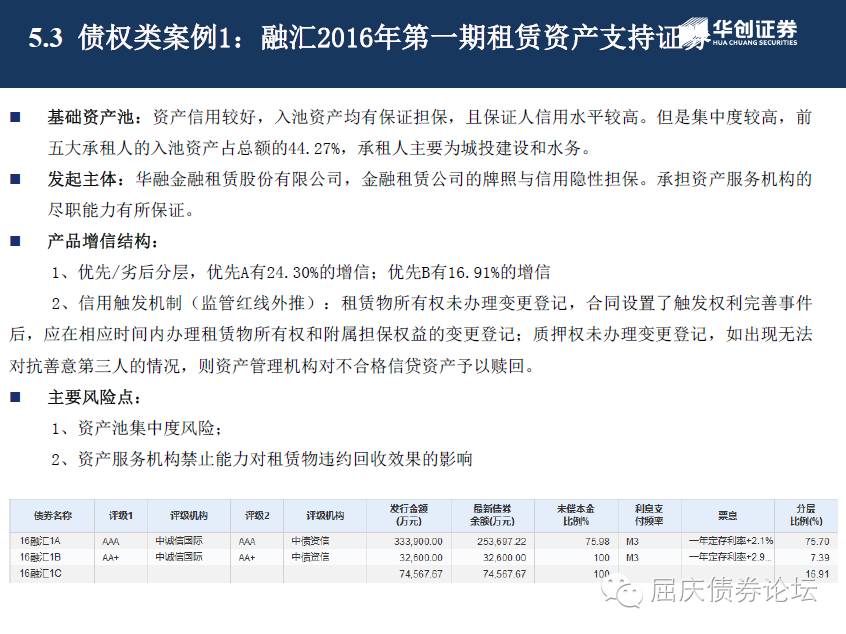 5.3 债权类案例1：融汇2016年第一期租赁资产支持证券
华创证券
HUA CHUANG SECURITIES
■ 基础资产池：资产信用较好，入池资产均有保证担保，且保证人信用水平较高。但是集中度较高，前
五大承租人的入池资产占总额的44.27%，承租人主要为城投建设和水务。
■ 发起主体：华融金融租赁股份有限公司，金融租赁公司的牌照与信用隐性担保。承担资产服务机构的
尽职能力有所保证。
■ 产品增信结构：
1、优先/劣后分层，优先A有24.30%的增信；优先B有16.91%的增信
2、信用触发机制（监管红线外推）：租赁物所有权未办理变更登记，合同设置了触发权利完善事件
后，应在相应时间内办理租赁物所有权和附属担保权益的变更登记；质押权未办理变更登记，如出现无法
对抗善意第三人的情况，则资产管理机构对不合格信贷资产予以赎回。
■ 主要风险点：
1、资产池集中度风险；
2、资产服务机构禁止能力对租赁物违约回收效果的影响
债券名称 评级1 评级机构 评级2 评级机构 发行金额(万元) 最新债券余额(万元) 未偿本金比例% 利息支付频率 票息 分层比例(%)
16融汇1A AAA 中诚信国际 AAA 中债资信 333,900.00 253,697.22 75.98 M3 一年定存利率+2.1% 75.70
16融汇1B AA+ 中诚信国际 AA+ 中债资信 32,600.00 32,600.00 100 M3 一年定存利率+2.9... 7.39
16融汇1C 74,567.67 74,567.67 100 16.91
屈庆债券论坛